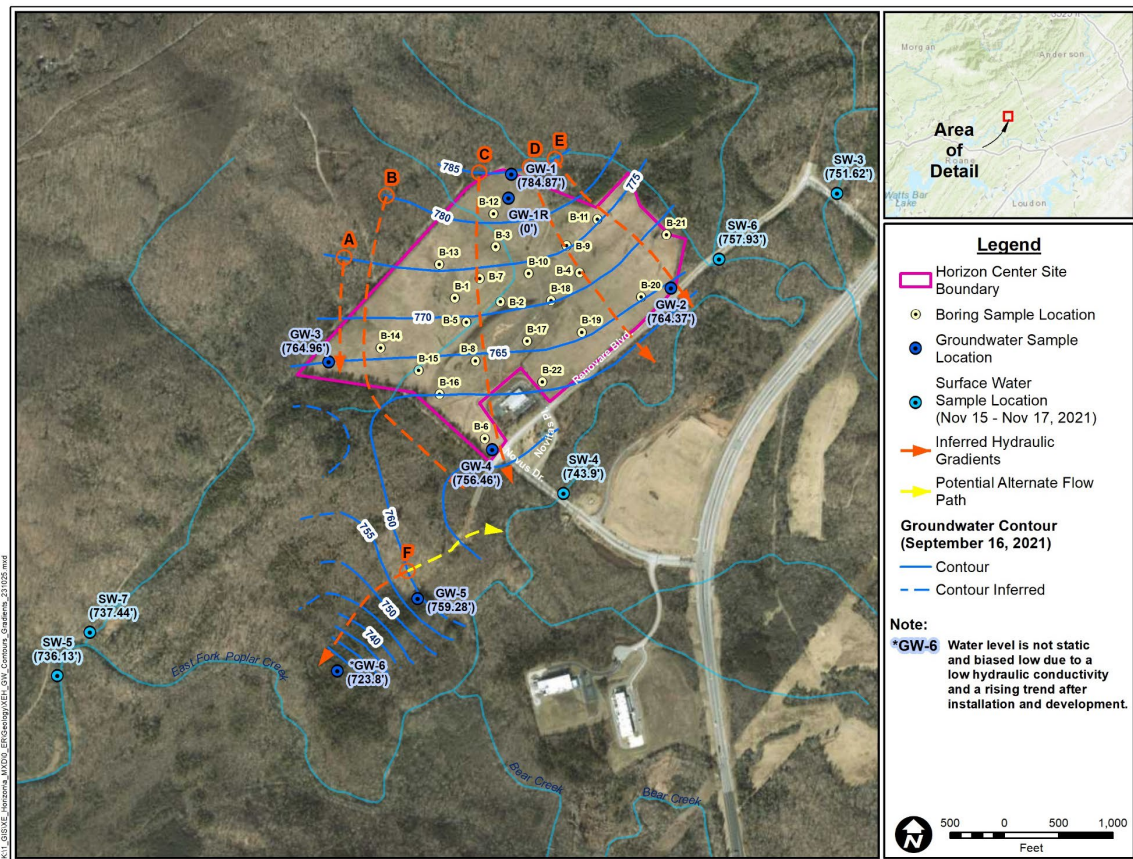 K:\1_GIS\XE_Horizonia_MXD\0_ER\Geology\XEH_GW_Contours_Gradients_231025.mxd
E
D
C
785
GW-1
(784.87')
775
B
B-12
780
GW-1R
(0')
B-11
B-21
A
B-3
B-9
B-13
B-10
B-7
B-4
B-1
B-2
B-18
B-20
GW-2
(764.37')
770
B-5
B-19
B-14
B-17
GW-3
(764.96')
765
B-8
B-15
Renovare Blvd
B-22
B-16
B-6
Novitas P
Novus Dr
GW-4
(756.46')
SW-3
(751.62')
SW-6
(757.93')
SW-4
(743.9')
760
755
F
GW-5
(759.28')
750
740
*GW-6
(723.8')
SW-7
(737.44')
SW-5
(736.13')
East Fork Poplar Creek
Bear Creek
Bear Creek
Morgan
Anderson
Area
of
Detail
Roane
Watts Bar
Lake
Loudon
Legend
Horizon Center Site
Boundary
Boring Sample Location
Groundwater Sample
Location
Surface Water
Sample Location
(Nov 15 - Nov 17, 2021)
Inferred Hydraulic
Gradients
Potential Alternate Flow
Path
Groundwater Contour
(September 16, 2021)
Contour
Contour Inferred
Note:
*GW-6 Water level is not static
and biased low due to a
low hydraulic conductivity
and a rising trend after
installation and development.
N
500 0 500 1,000
Feet